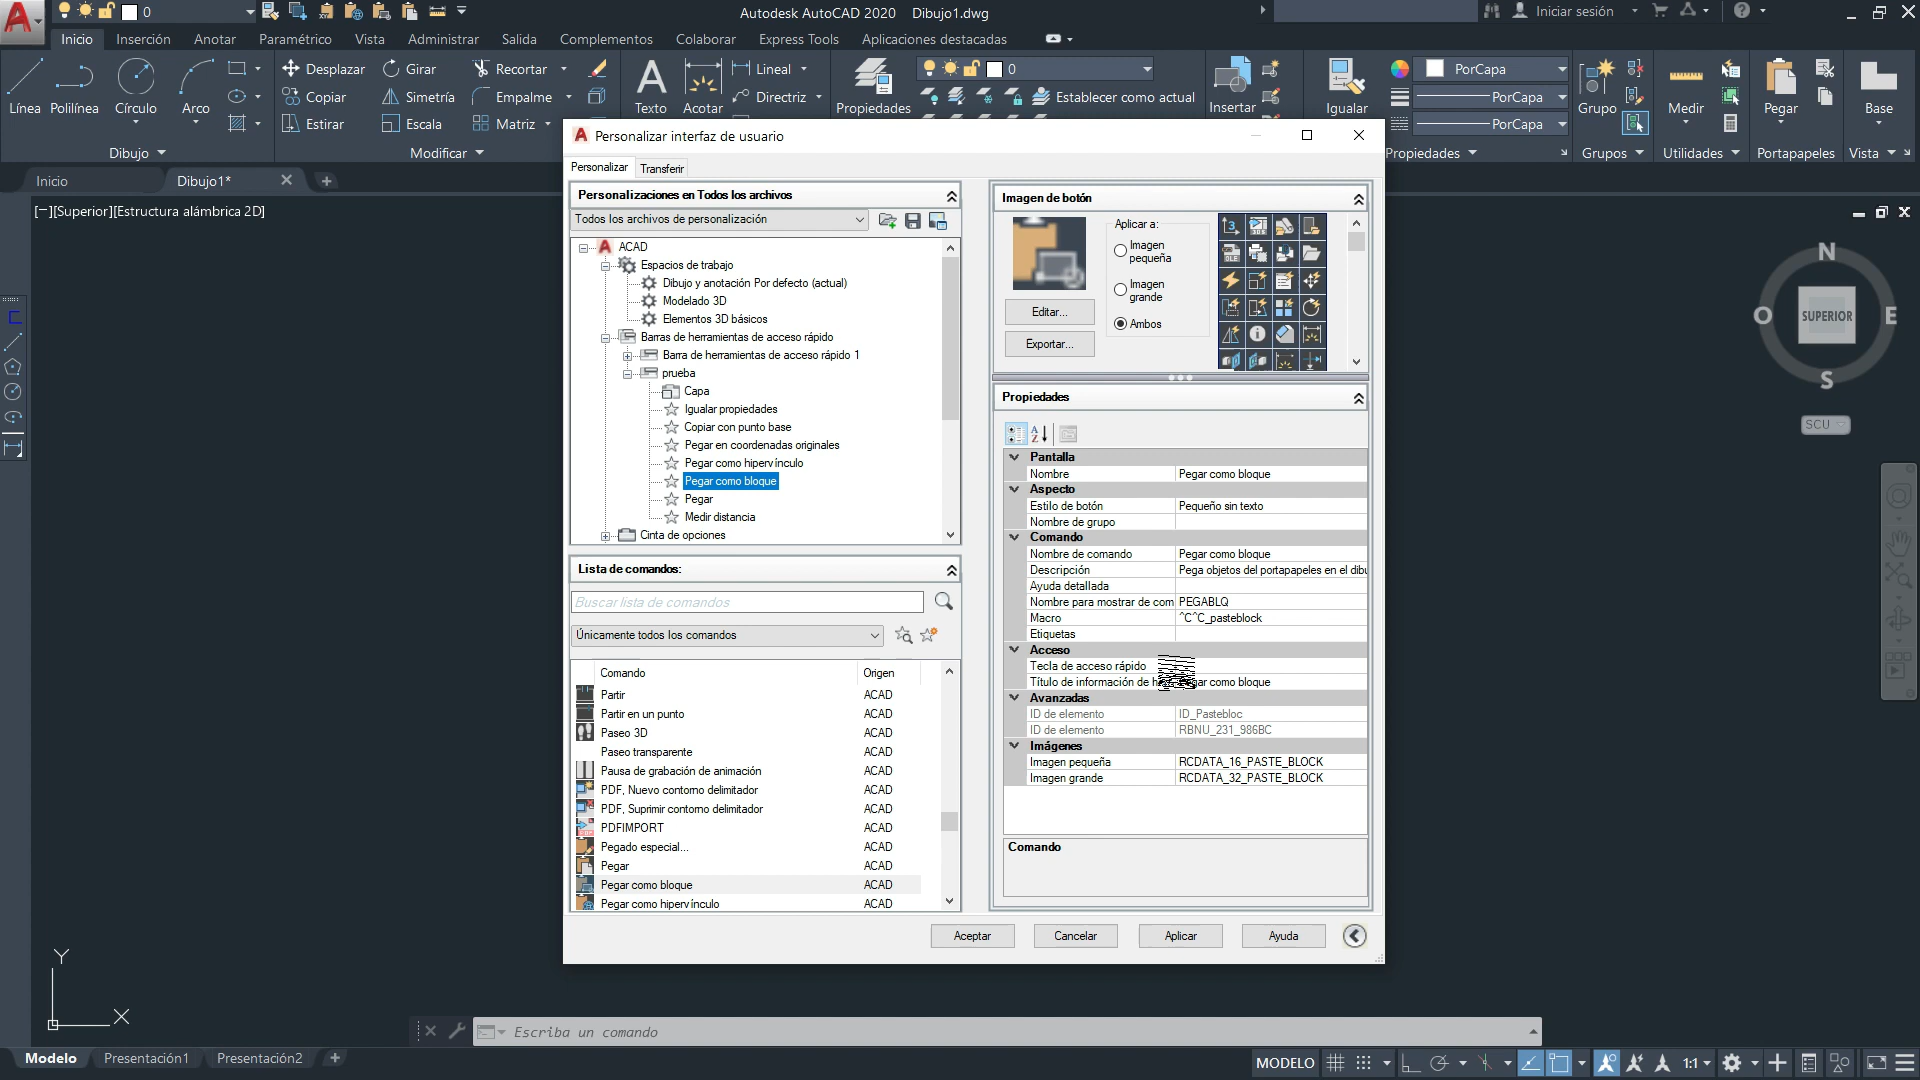 0
Autodesk AutoCAD 2020 Dibujo1.dwg
Iniciar sesión
Inicio Inserción Anotar Paramétrico Vista Administrar Salida Complementos Colaborar Express Tools Aplicaciones destacadas
Línea Polilínea Círculo Arco
Desplazar Girar Recortar
Copiar Simetría Empalme
Estirar Escala Matriz
Texto Acotar
Lineal
Directriz
Propiedades
0
Establecer como actual
Insertar
Igualar
PorCapa
PorCapa
PorCapa
Grupo
Medir
Pegar
Base
Dibujo Modificar Propiedades Grupos Utilidades Portapapeles Vista
Inicio Dibujo1*
[−][Superior][Estructura alámbrica 2D]
N
O SUPERIOR E
S
SCU
Personalizar interfaz de usuario
Personalizar Transferir
Personalizaciones en Todos los archivos
Todos los archivos de personalización
ACAD
Espacios de trabajo
Dibujo y anotación Por defecto (actual)
Modelado 3D
Elementos 3D básicos
Barras de herramientas de acceso rápido
Barra de herramientas de acceso rápido 1
prueba
Capa
Igualar propiedades
Copiar con punto base
Pegar en coordenadas originales
Pegar como hipervínculo
Pegar como bloque
Pegar
Medir distancia
Cinta de opciones
Lista de comandos:
Buscar lista de comandos
Únicamente todos los comandos
Comando Origen
Partir ACAD
Partir en un punto ACAD
Paseo 3D ACAD
Paseo transparente ACAD
Pausa de grabación de animación ACAD
PDF, Nuevo contorno delimitador ACAD
PDF, Suprimir contorno delimitador ACAD
PDFIMPORT ACAD
Pegado especial... ACAD
Pegar ACAD
Pegar como bloque ACAD
Pegar como hipervínculo ACAD
Imagen de botón
Aplicar a:
Imagen
pequeña
Imagen
grande
Ambos
Editar...
Exportar...
Propiedades
Pantalla
Nombre Pegar como bloque
Aspecto
Estilo de botón Pequeño sin texto
Nombre de grupo
Comando
Nombre de comando Pegar como bloque
Descripción Pega objetos del portapapeles en el dibu
Ayuda detallada
Nombre para mostrar de com PEGABLQ
Macro ^C^C_pasteblock
Etiquetas
Acceso
Tecla de acceso rápido
Título de información de como bloque
Avanzadas
ID de elemento ID_Pastebloc
ID de elemento RBNU_231_986BC
Imágenes
Imagen pequeña RCDATA_16_PASTE_BLOCK
Imagen grande RCDATA_32_PASTE_BLOCK
Comando
Aceptar Cancelar Aplicar Ayuda
Y
X
Escriba un comando
Modelo Presentación1 Presentación2
MODELO 1:1